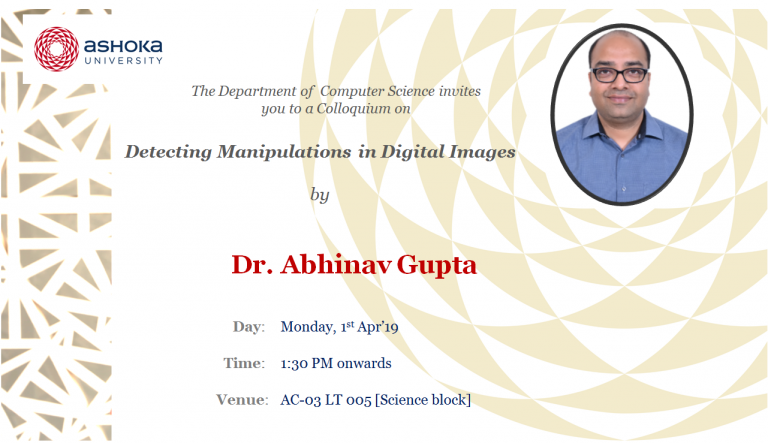 ASHOKA
UNIVERSITY
The Department of Computer Science invites
you to a Colloquium on
Detecting Manipulations in Digital Images
by
Dr. Abhinav Gupta
Day: Monday, 1st Apr'19
Time: 1:30 PM onwards
Venue: AC-03 LT 005 [Science block]